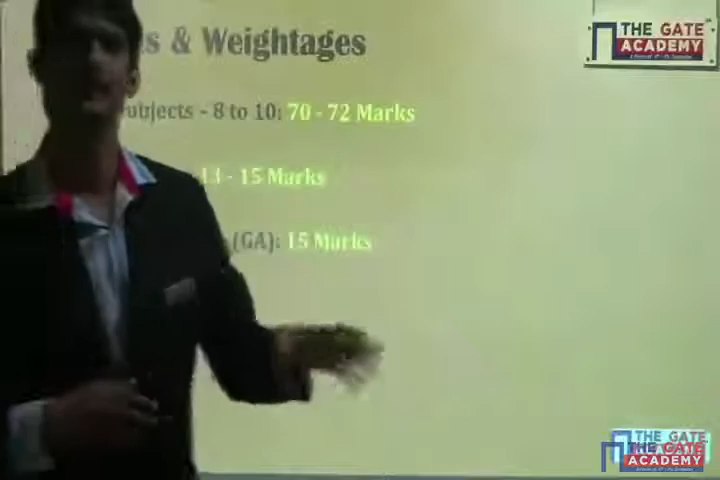 & Weightages
THE GATE
ACADEMY
- 8 to 10: 70 - 72 Marks
13 - 15 Marks
(GA): 15 Marks
THE GATE
ACADEMY